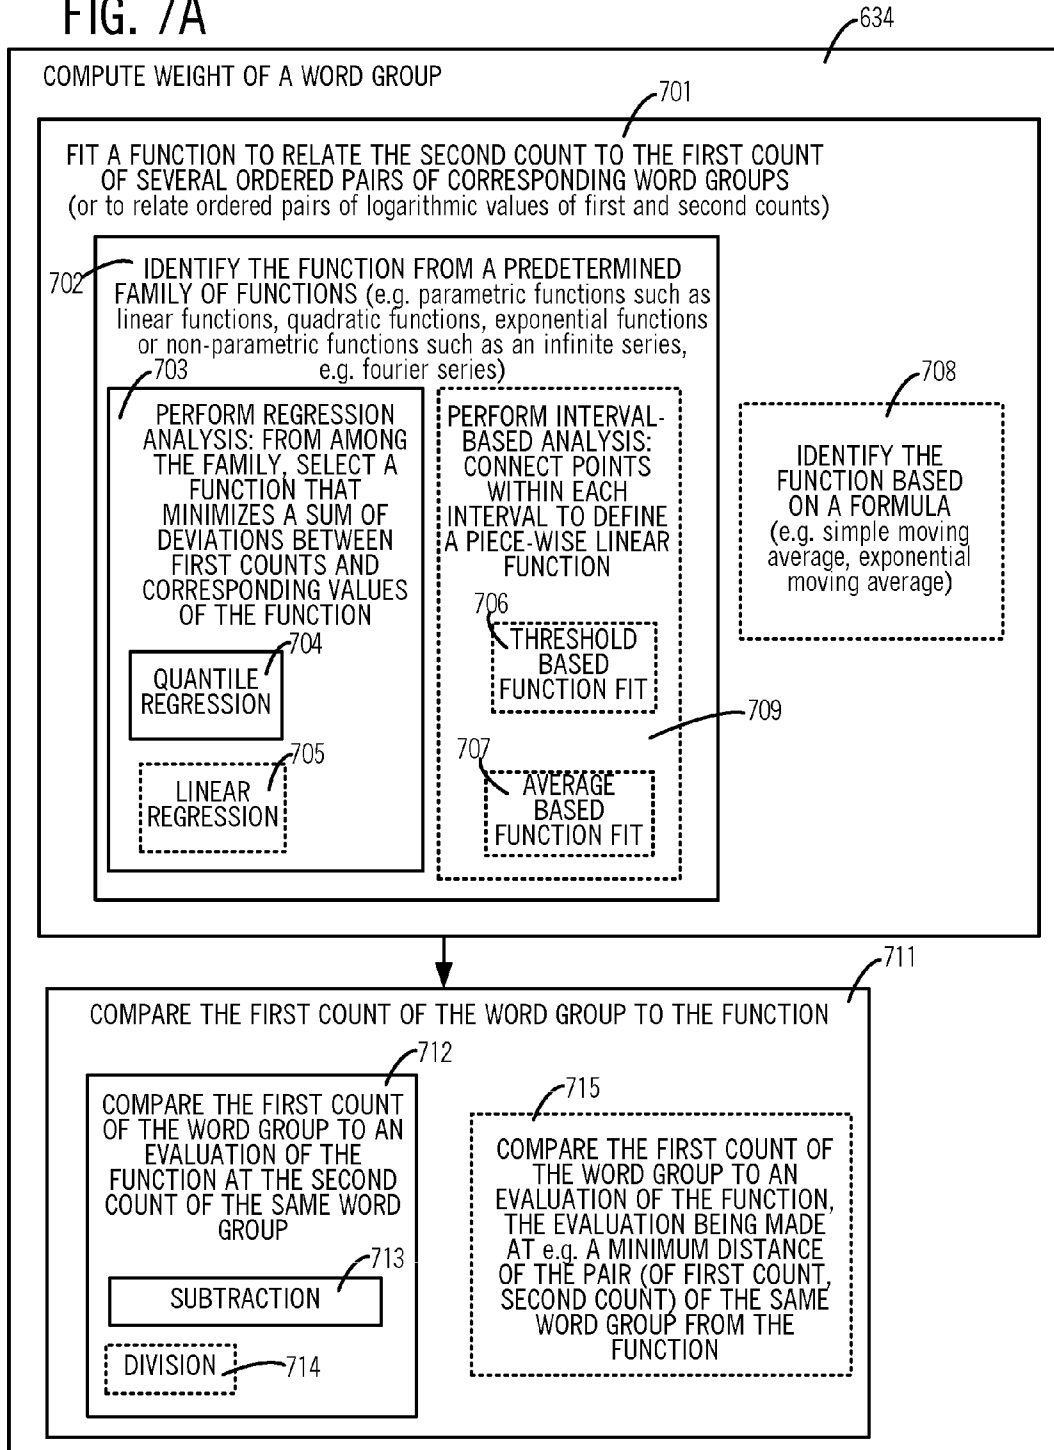 FIG. 7A
634
COMPUTE WEIGHT OF A WORD GROUP
701
FIT A FUNCTION TO RELATE THE SECOND COUNT TO THE FIRST COUNT
OF SEVERAL ORDERED PAIRS OF CORRESPONDING WORD GROUPS
(or to relate ordered pairs of logarithmic values of first and second counts)
702
IDENTIFY THE FUNCTION FROM A PREDETERMINED
FAMILY OF FUNCTIONS (e.g. parametric functions such as
linear functions, quadratic functions, exponential functions
or non-parametric functions such as an infinite series,
e.g. fourier series)
703
PERFORM REGRESSION
ANALYSIS: FROM AMONG
THE FAMILY, SELECT A
FUNCTION THAT
MINIMIZES A SUM OF
DEVIATIONS BETWEEN
FIRST COUNTS AND
CORRESPONDING VALUES
OF THE FUNCTION
704
QUANTILE
REGRESSION
705
LINEAR
REGRESSION
PERFORM INTERVAL-
BASED ANALYSIS:
CONNECT POINTS
WITHIN EACH
INTERVAL TO DEFINE
A PIECE-WISE LINEAR
FUNCTION
706
THRESHOLD
BASED
FUNCTION FIT
709
707
AVERAGE
BASED
FUNCTION FIT
708
IDENTIFY THE
FUNCTION BASED
ON A FORMULA
(e.g. simple moving
average, exponential
moving average)
711
COMPARE THE FIRST COUNT OF THE WORD GROUP TO THE FUNCTION
712
COMPARE THE FIRST COUNT
OF THE WORD GROUP TO AN
EVALUATION OF THE
FUNCTION AT THE SECOND
COUNT OF THE SAME WORD
GROUP
713
SUBTRACTION
DIVISION
714
715
COMPARE THE FIRST COUNT OF
THE WORD GROUP TO AN
EVALUATION OF THE FUNCTION,
THE EVALUATION BEING MADE
AT e.g. A MINIMUM DISTANCE
OF THE PAIR (OF FIRST COUNT,
SECOND COUNT) OF THE SAME
WORD GROUP FROM THE
FUNCTION